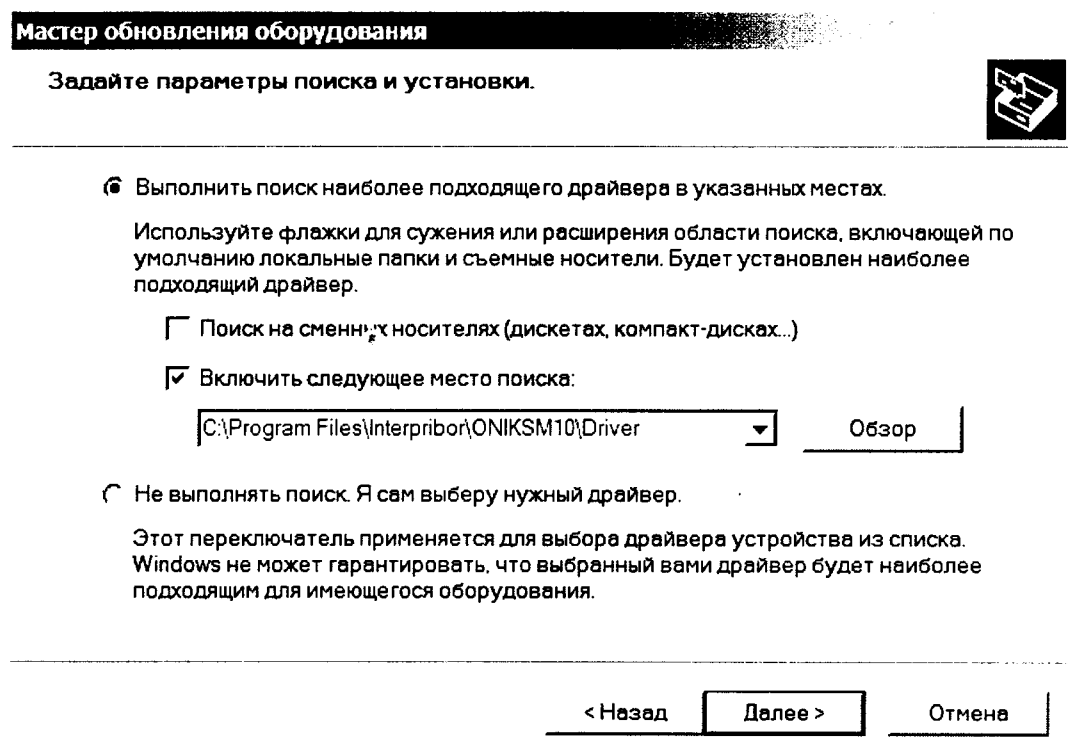 Мастер обновления оборудования
Задайте параметры поиска и установки.
Выполнить поиск наиболее подходящего драйвера в указанных местах.
Используйте флажки для сужения или расширения области поиска, включающей по
умолчанию локальные папки и съемные носители. Будет установлен наиболее
подходящий драйвер.
Поиск на сменных носителях (дискетах, компакт-дисках...)
Включить следующее место поиска:
C:\Program Files\Interpribor\ONIKSM10\Driver
Обзор
Не выполнять поиск. Я сам выберу нужный драйвер.
Этот переключатель применяется для выбора драйвера устройства из списка.
Windows не может гарантировать, что выбранный вами драйвер будет наиболее
подходящим для имеющегося оборудования.
< Назад Далее > Отмена